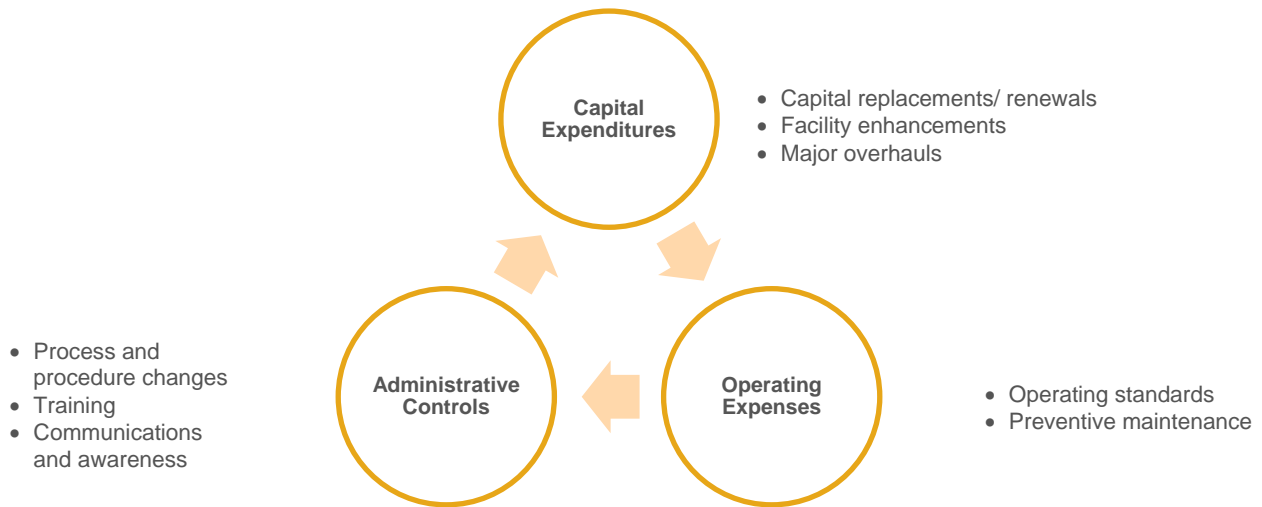 Capital
Expenditures
• Capital replacements/ renewals
• Facility enhancements
• Major overhauls
Administrative
Controls
• Process and
procedure changes
• Training
• Communications
and awareness
Operating
Expenses
• Operating standards
• Preventive maintenance